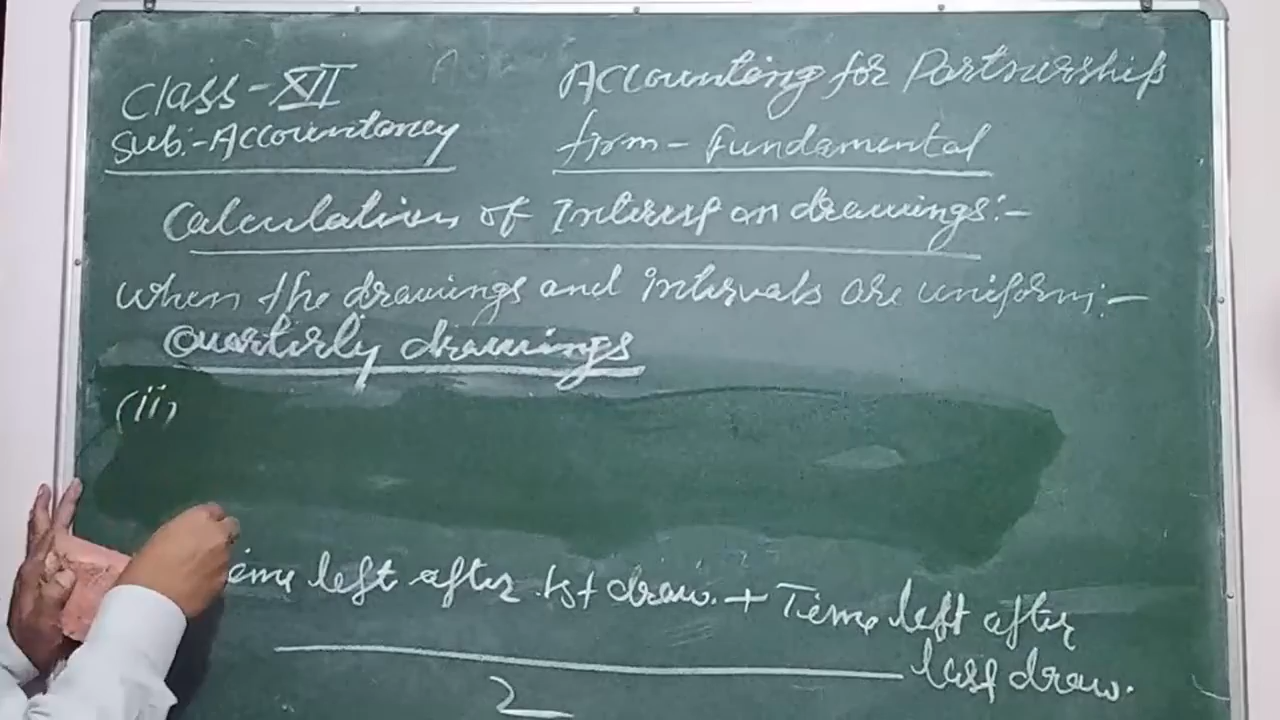 Class-XII
Sub:-Accountancy
Accounting for Partnership
firm - Fundamental
Calculation of Interest on drawings:-
When the drawings and intervals are uniform:-
Quarterly drawings
(ii)
Time left after 1st draw. + Time left after
last draw.
2